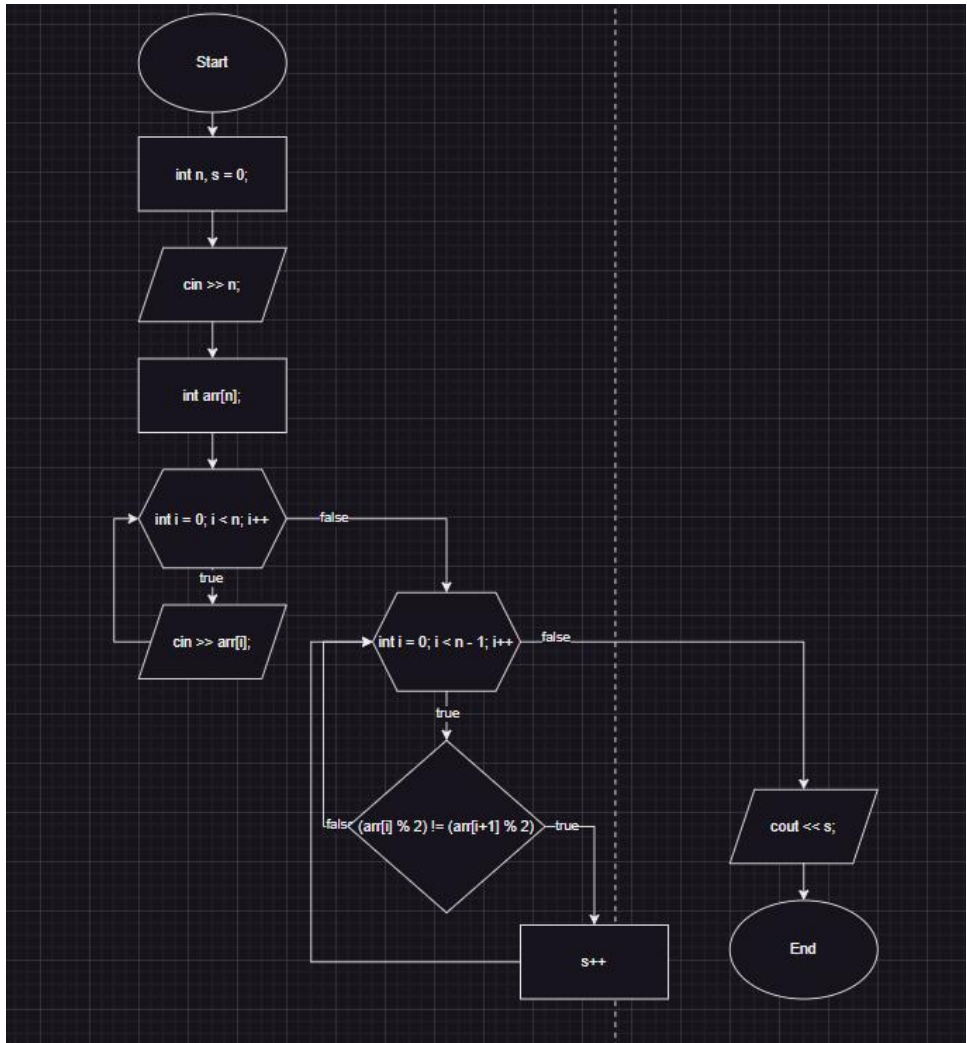 Start
int n, s = 0;
cin >> n;
int arr[n];
int i = 0; i < n; i++
false
true
cin >> arr[i];
int i = 0; i < n - 1; i++
false
true
false
(arr[i] % 2) != (arr[i+1] % 2)
true
cout << s;
s++
End